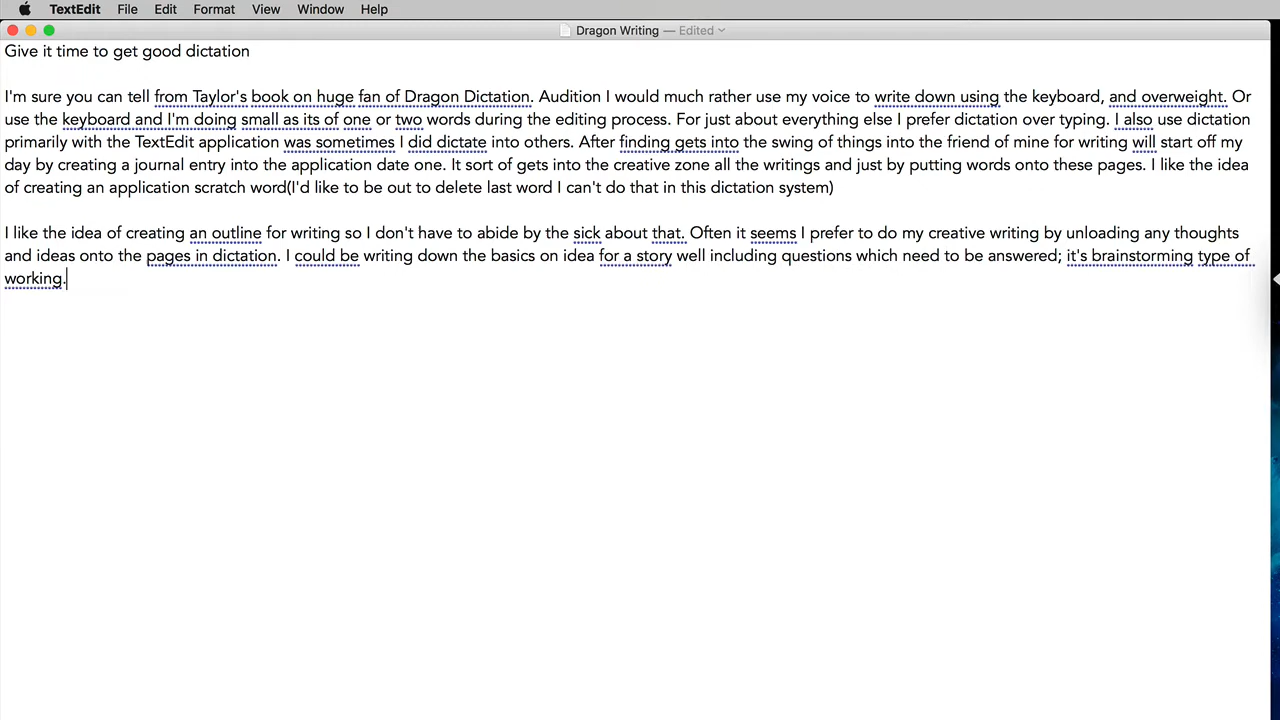 TextEdit File Edit Format View Window Help
Dragon Writing — Edited
Give it time to get good dictation
I'm sure you can tell from Taylor's book on huge fan of Dragon Dictation. Audition I would much rather use my voice to write down using the keyboard, and overweight. Or
use the keyboard and I'm doing small as its of one or two words during the editing process. For just about everything else I prefer dictation over typing. I also use dictation
primarily with the TextEdit application was sometimes I did dictate into others. After finding gets into the swing of things into the friend of mine for writing will start off my
day by creating a journal entry into the application date one. It sort of gets into the creative zone all the writings and just by putting words onto these pages. I like the idea
of creating an application scratch word(I'd like to be out to delete last word I can't do that in this dictation system)
I like the idea of creating an outline for writing so I don't have to abide by the sick about that. Often it seems I prefer to do my creative writing by unloading any thoughts
and ideas onto the pages in dictation. I could be writing down the basics on idea for a story well including questions which need to be answered; it's brainstorming type of
working.